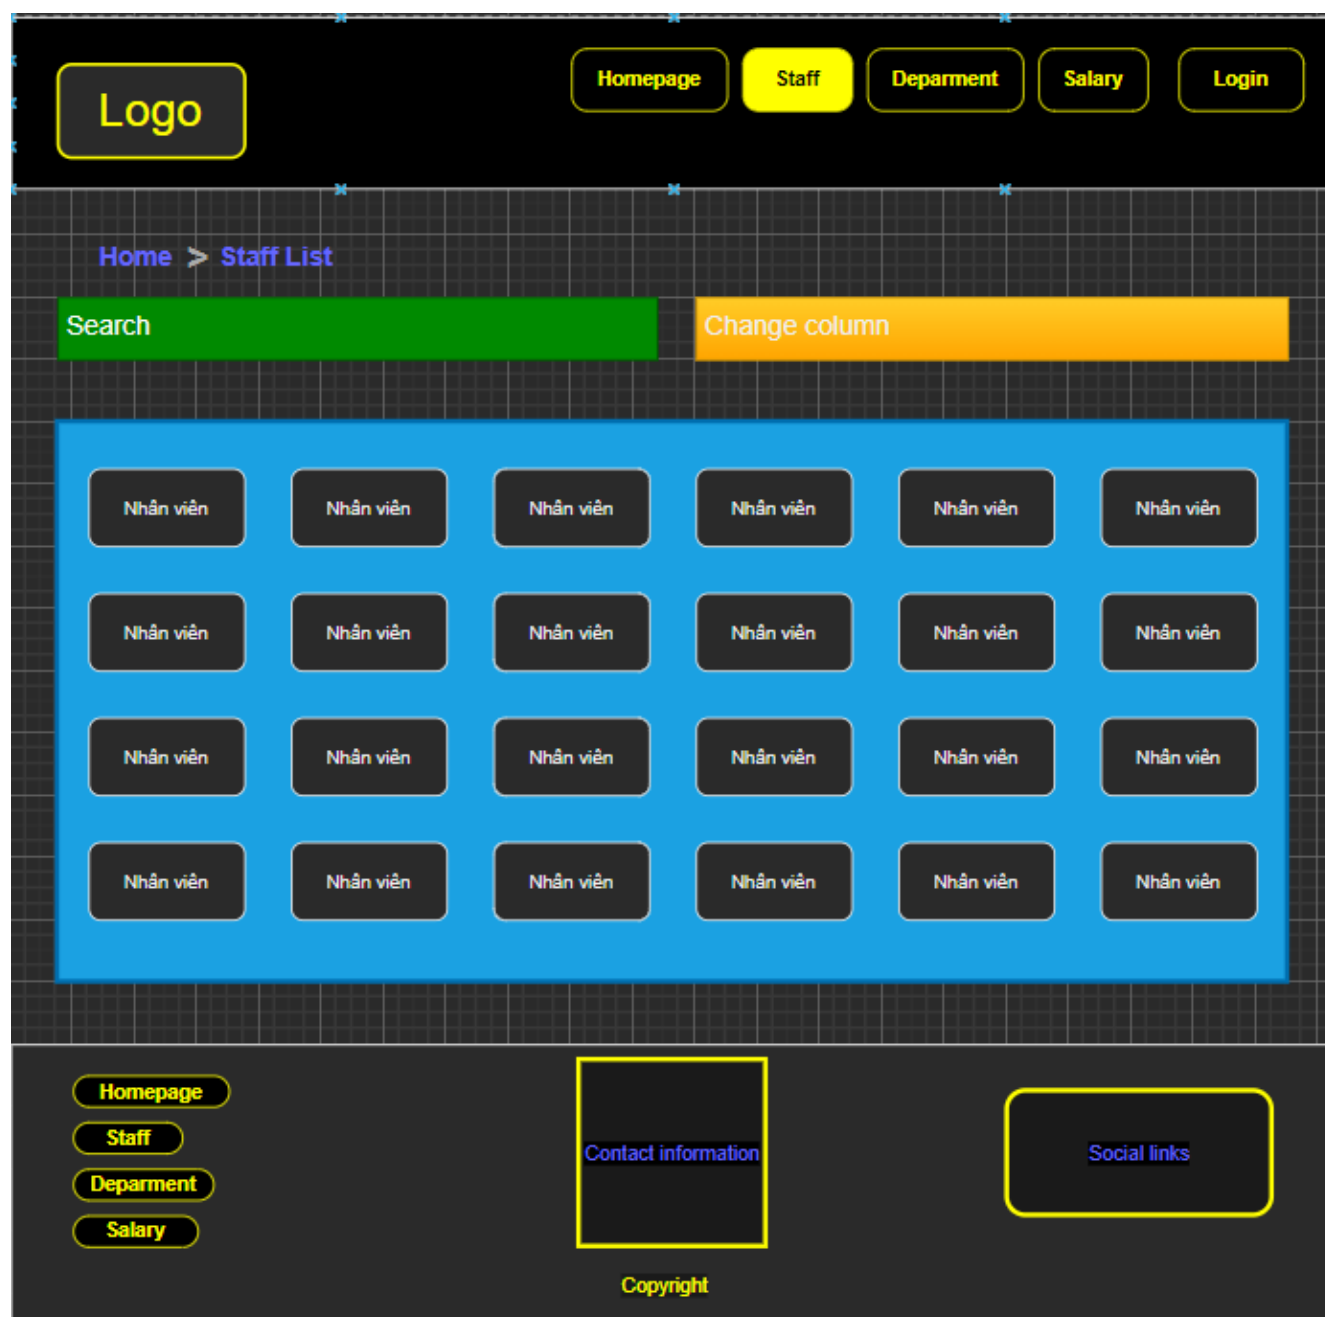 Logo
Homepage Staff Deparment Salary Login
Home > Staff List
Search
Change column
Nhân viên Nhân viên Nhân viên Nhân viên Nhân viên Nhân viên
Nhân viên Nhân viên Nhân viên Nhân viên Nhân viên Nhân viên
Nhân viên Nhân viên Nhân viên Nhân viên Nhân viên Nhân viên
Nhân viên Nhân viên Nhân viên Nhân viên Nhân viên Nhân viên
Homepage
Staff
Deparment
Salary
Contact information
Social links
Copyright